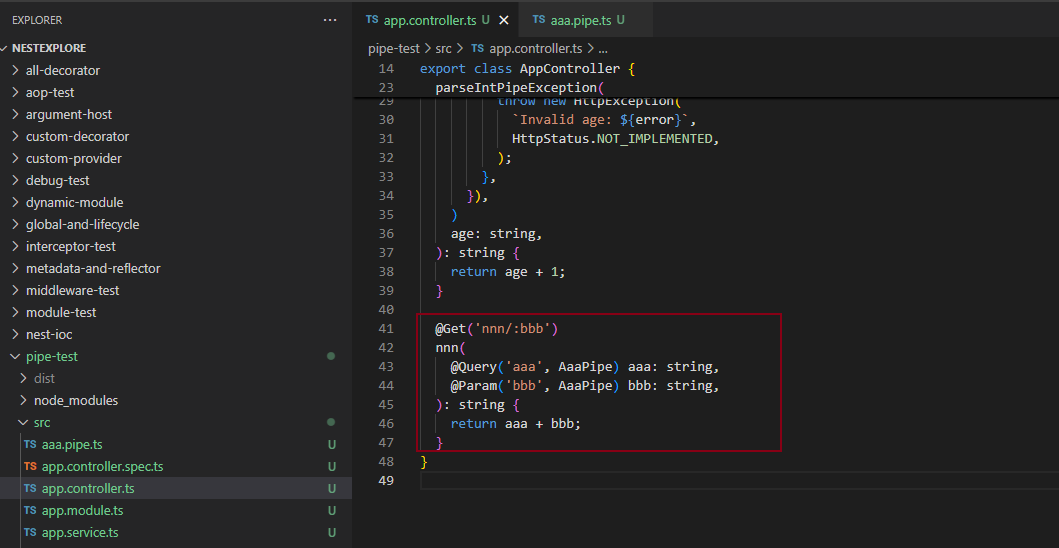 EXPLORER
···
TS app.controller.ts U ×
TS aaa.pipe.ts U
NESTEXPLORE
all-decorator
aop-test
argument-host
custom-decorator
custom-provider
debug-test
dynamic-module
global-and-lifecycle
interceptor-test
metadata-and-reflector
middleware-test
module-test
nest-ioc
pipe-test
dist
node_modules
src
TS aaa.pipe.ts U
TS app.controller.spec.ts U
TS app.controller.ts U
TS app.module.ts U
TS app.service.ts U
pipe-test > src > TS app.controller.ts > ...
14 export class AppController {
23 parseIntPipeException(
29 throw new HttpException(
30 `Invalid age: ${error}`,
31 HttpStatus.NOT_IMPLEMENTED,
32 );
33 },
34 }),
35 )
36 age: string,
37 ): string {
38 return age + 1;
39 }
40
41 @Get('nnn/:bbb')
42 nnn(
43 @Query('aaa', AaaPipe) aaa: string,
44 @Param('bbb', AaaPipe) bbb: string,
45 ): string {
46 return aaa + bbb;
47 }
48 }
49